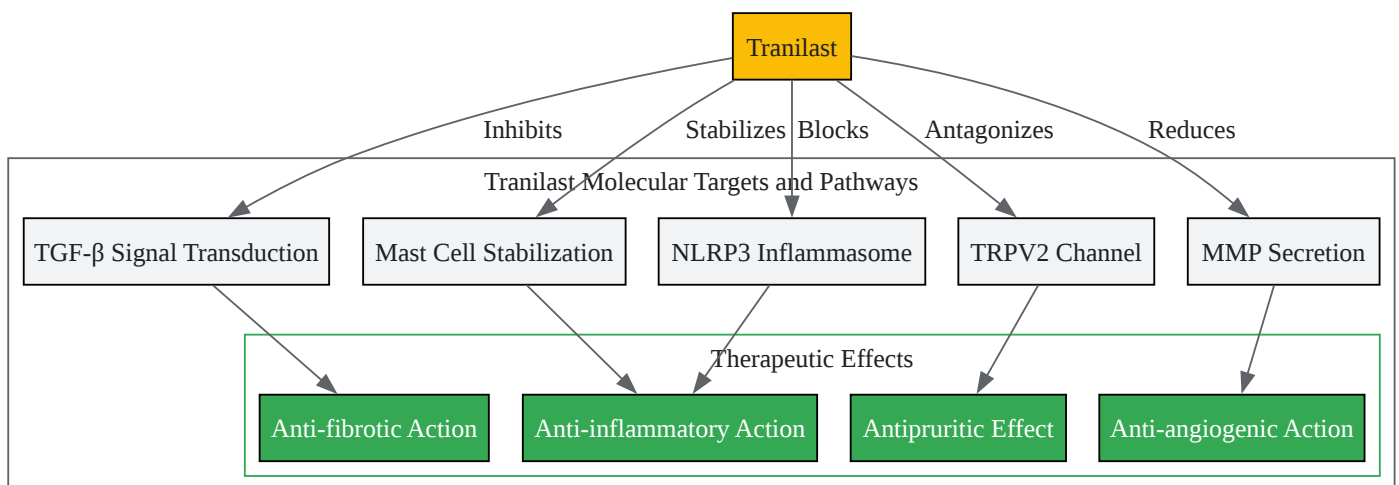 Tranilast
Inhibits
Stabilizes
Blocks
Antagonizes
Reduces
Tranilast Molecular Targets and Pathways
TGF-β Signal Transduction
Mast Cell Stabilization
NLRP3 Inflammasome
TRPV2 Channel
MMP Secretion
Therapeutic Effects
Anti-fibrotic Action
Anti-inflammatory Action
Antipruritic Effect
Anti-angiogenic Action